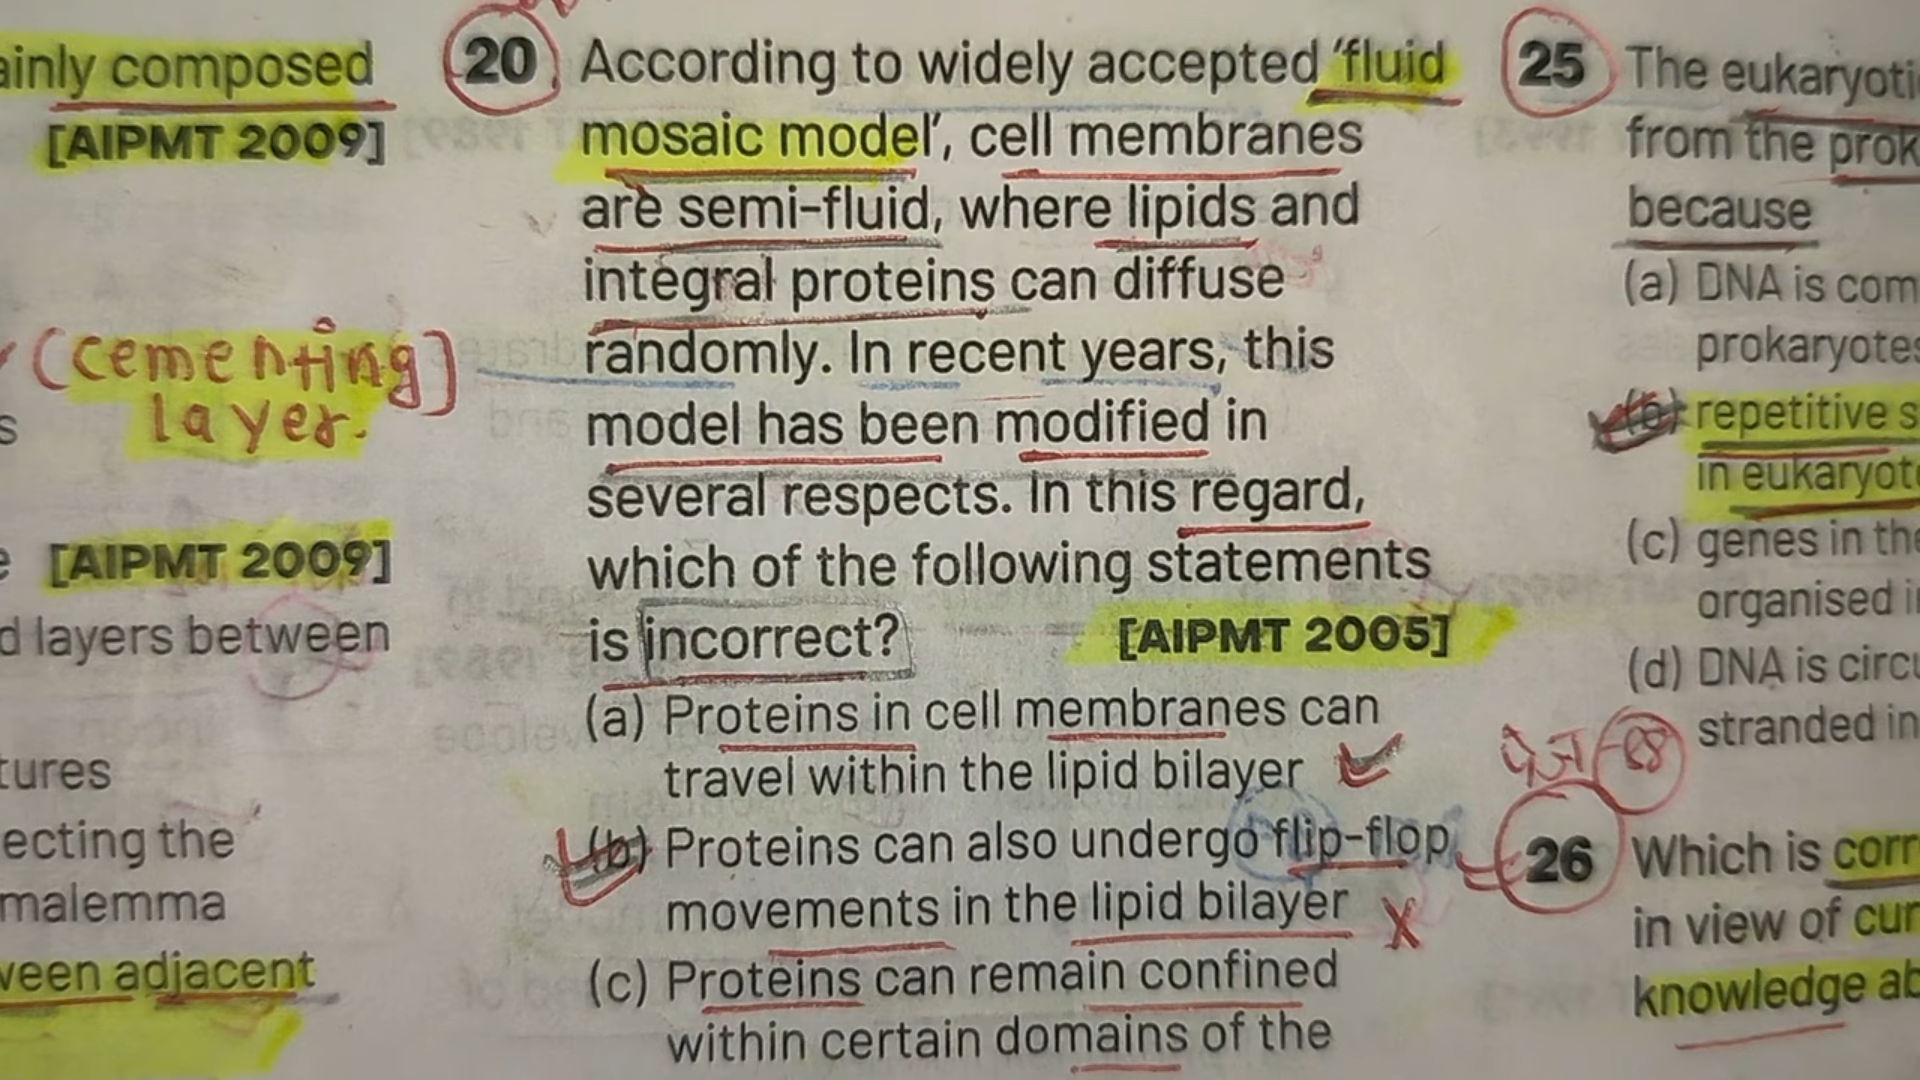 ainly composed
[AIPMT 2009]
(cementing)
layer.
s
e [AIPMT 2009]
d layers between
tures
ecting the
malemma
ween adjacent
20 According to widely accepted 'fluid
mosaic model', cell membranes
are semi-fluid, where lipids and
integral proteins can diffuse
randomly. In recent years, this
model has been modified in
several respects. In this regard,
which of the following statements
is incorrect? [AIPMT 2005]
(a) Proteins in cell membranes can
travel within the lipid bilayer
(b) Proteins can also undergo flip-flop
movements in the lipid bilayer
(c) Proteins can remain confined
within certain domains of the
25 The eukaryoti
from the prok
because
(a) DNA is com
prokaryotes
(b) repetitive s
in eukaryote
(c) genes in the
organised i
(d) DNA is circu
stranded in
26 Which is corr
in view of cur
knowledge ab